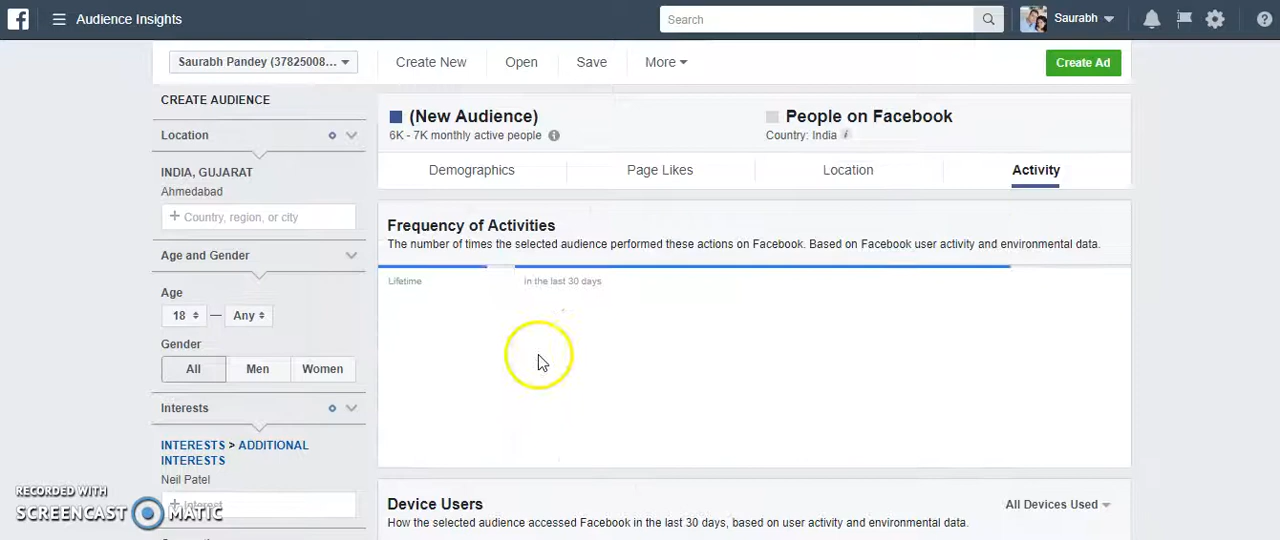 Audience Insights
Search
Saurabh
Saurabh Pandey (37825008...
Create New
Open
Save
More
Create Ad
CREATE AUDIENCE
Location
INDIA, GUJARAT
Ahmedabad
+ Country, region, or city
Age and Gender
Age
18 — Any
Gender
All
Men
Women
Interests
INTERESTS > ADDITIONAL
INTERESTS
Neil Patel
+ Interest
(New Audience)
6K - 7K monthly active people
People on Facebook
Country: India
Demographics
Page Likes
Location
Activity
Frequency of Activities
The number of times the selected audience performed these actions on Facebook. Based on Facebook user activity and environmental data.
Lifetime
In the last 30 days
Device Users
All Devices Used
How the selected audience accessed Facebook in the last 30 days, based on user activity and environmental data.
RECORDED WITH
SCREENCAST MATIC